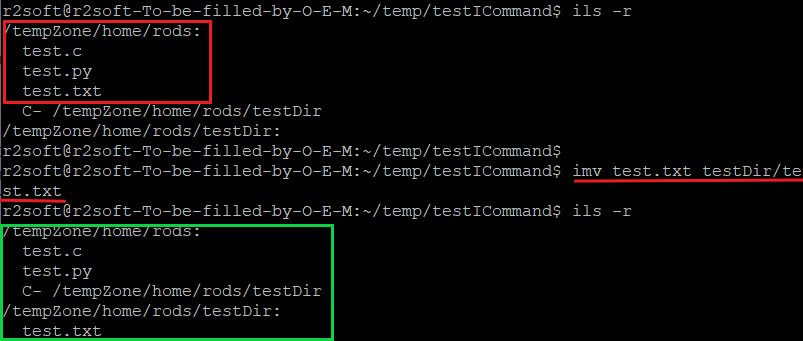 r2soft@r2soft-To-be-filled-by-O-E-M:~/temp/testICommand$ ils -r
/tempZone/home/rods:
  test.c
  test.py
  test.txt
  C- /tempZone/home/rods/testDir
/tempZone/home/rods/testDir:
r2soft@r2soft-To-be-filled-by-O-E-M:~/temp/testICommand$
r2soft@r2soft-To-be-filled-by-O-E-M:~/temp/testICommand$ imv test.txt testDir/te
st.txt
r2soft@r2soft-To-be-filled-by-O-E-M:~/temp/testICommand$ ils -r
/tempZone/home/rods:
  test.c
  test.py
  C- /tempZone/home/rods/testDir
/tempZone/home/rods/testDir:
  test.txt